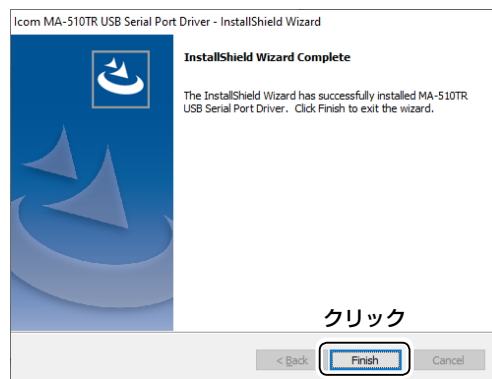 Icom MA-510TR USB Serial Port Driver - InstallShield Wizard
InstallShield Wizard Complete
The InstallShield Wizard has successfully installed MA-510TR
USB Serial Port Driver. Click Finish to exit the wizard.
クリック
< Back Finish Cancel